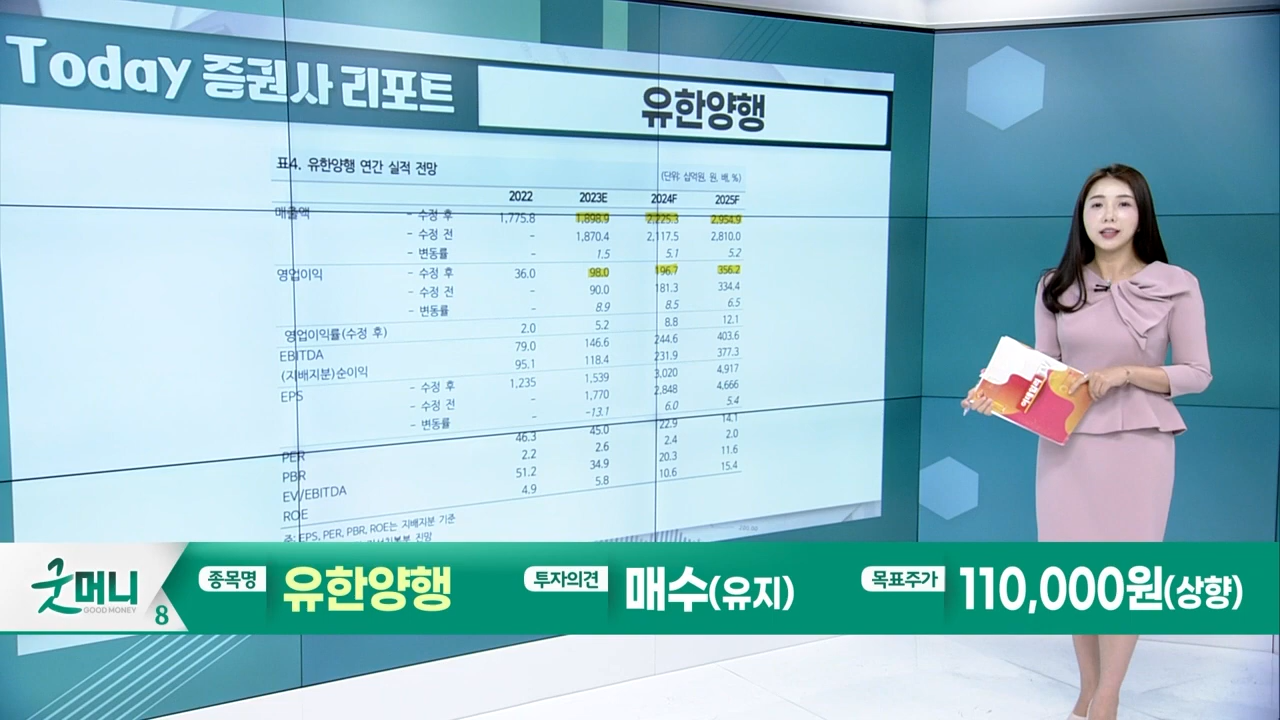 Today 증권사 리포트
유한양행
표4. 유한양행 연간 실적 전망
(단위: 십억원, 원, 배, %)
2022 2023E 2024F 2025F
매출액 - 수정 후 1,775.8 1,898.9 2,225.3 2,954.9
- 수정 전 - 1,870.4 2,117.5 2,810.0
- 변동률 - 1.5 5.1 5.2
영업이익 - 수정 후 36.0 98.0 196.7 356.2
- 수정 전 - 90.0 181.3 334.4
- 변동률 - 8.9 8.5 6.5
영업이익률(수정 후) 2.0 5.2 8.8 12.1
EBITDA 79.0 146.6 244.6 403.6
(지배지분)순이익 95.1 118.4 231.9 377.3
EPS - 수정 후 1,235 1,539 3,020 4,917
- 수정 전 - 1,770 2,848 4,666
- 변동률 - -13.1 6.0 5.4
PER 46.3 45.0 22.9 14.1
PBR 2.2 2.6 2.4 2.0
EV/EBITDA 51.2 34.9 20.3 11.6
ROE 4.9 5.8 10.6 15.4
주: EPS, PER, PBR, ROE는 지배지분 기준
굿머니
GOOD MONEY
8
종목명 유한양행 투자의견 매수(유지) 목표주가 110,000원(상향)